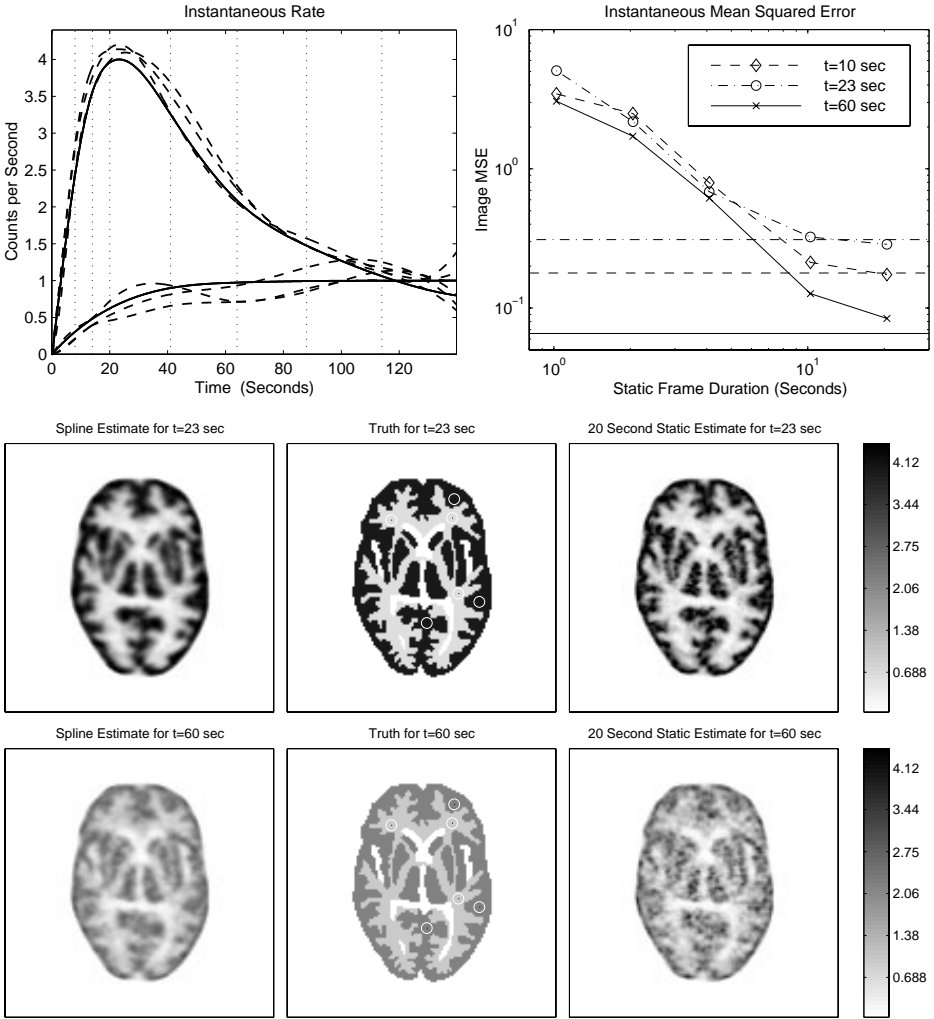 Instantaneous Rate
Counts per Second
4
3.5
3
2.5
2
1.5
1
0.5
0
0 20 40 60 80 100 120
Time (Seconds)
Instantaneous Mean Squared Error
Image MSE
10^1
10^0
10^-1
10^0 10^1
Static Frame Duration (Seconds)
t=10 sec
t=23 sec
t=60 sec
Spline Estimate for t=23 sec
Truth for t=23 sec
20 Second Static Estimate for t=23 sec
4.12
3.44
2.75
2.06
1.38
0.688
Spline Estimate for t=60 sec
Truth for t=60 sec
20 Second Static Estimate for t=60 sec
4.12
3.44
2.75
2.06
1.38
0.688